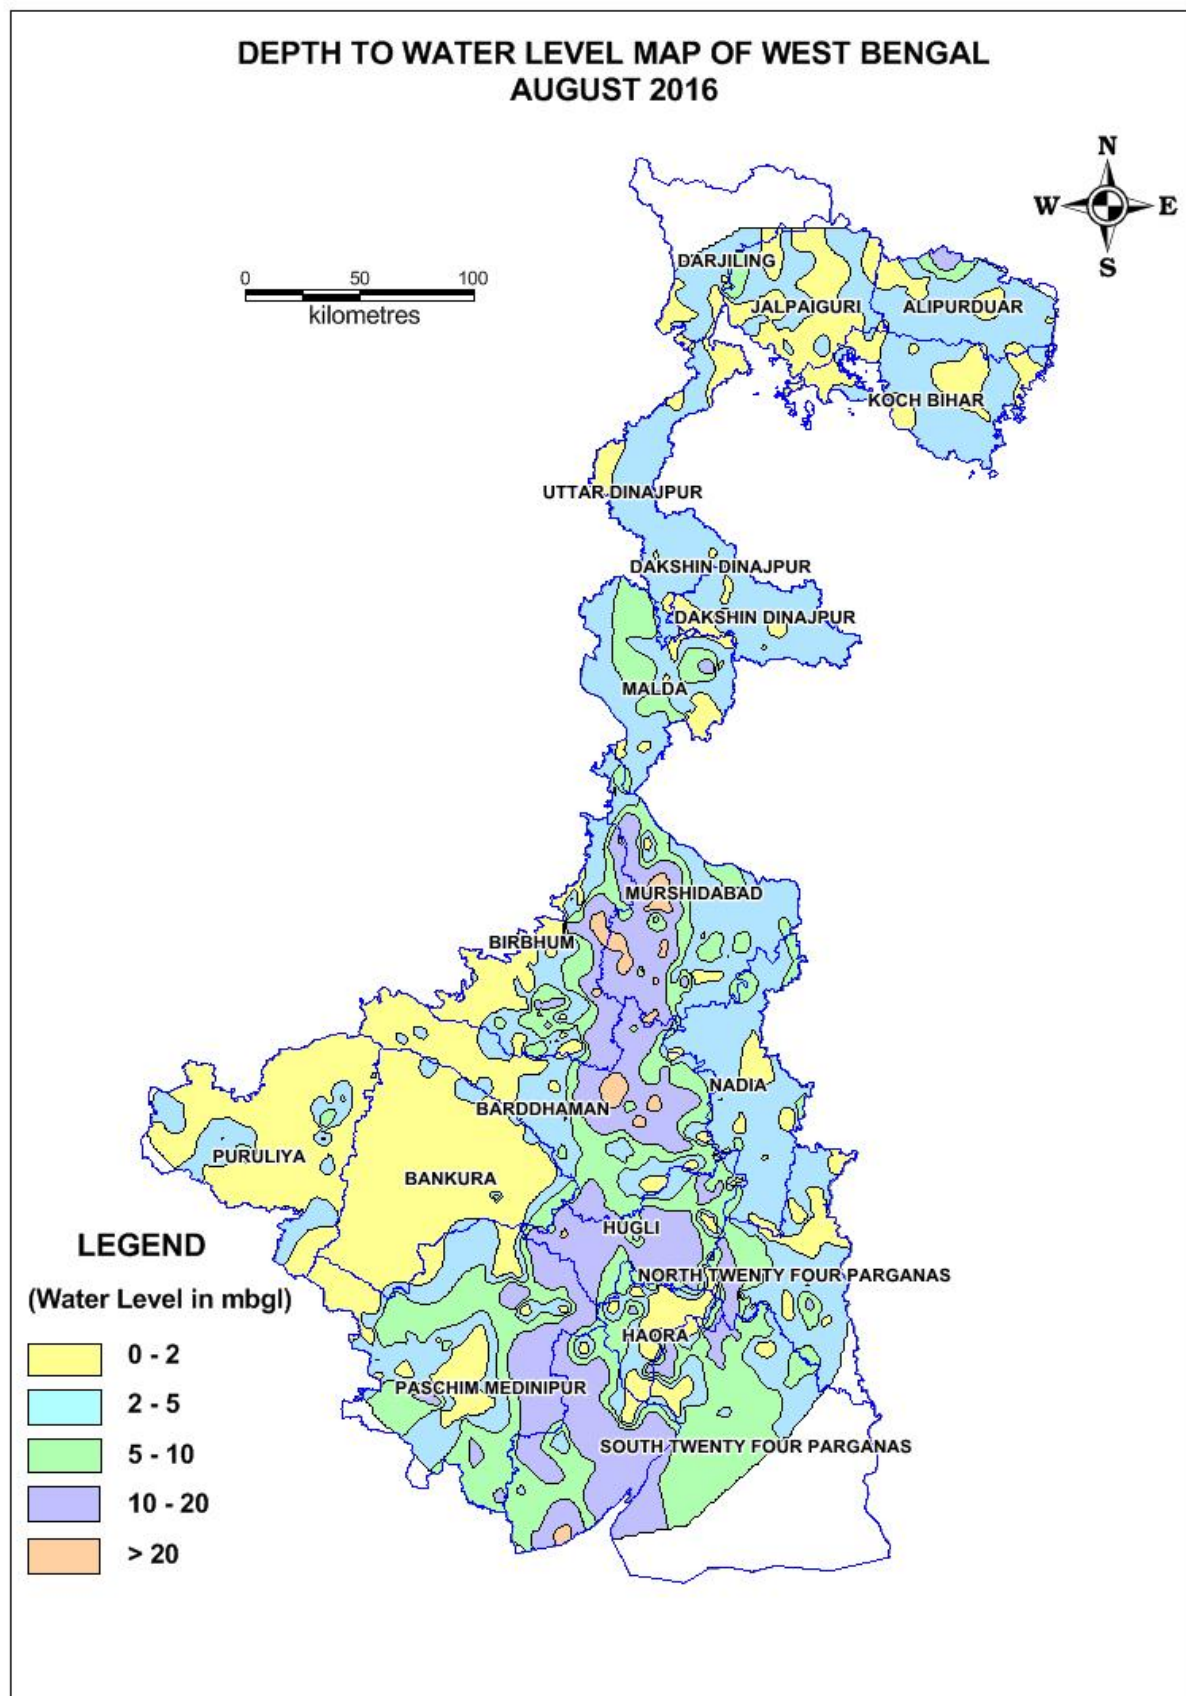 DEPTH TO WATER LEVEL MAP OF WEST BENGAL
AUGUST 2016
N
W E
S
0 50 100
kilometres
DARJILING
JALPAIGURI
ALIPURDUAR
KOCH BIHAR
UTTAR DINAJPUR
DAKSHIN DINAJPUR
DAKSHIN DINAJPUR
MALDA
MURSHIDABAD
BIRBHUM
NADIA
BARDDHAMAN
PURULIYA
BANKURA
HUGLI
NORTH TWENTY FOUR PARGANAS
HAORA
PASCHIM MEDINIPUR
SOUTH TWENTY FOUR PARGANAS
LEGEND
(Water Level in mbgl)
0 - 2
2 - 5
5 - 10
10 - 20
> 20